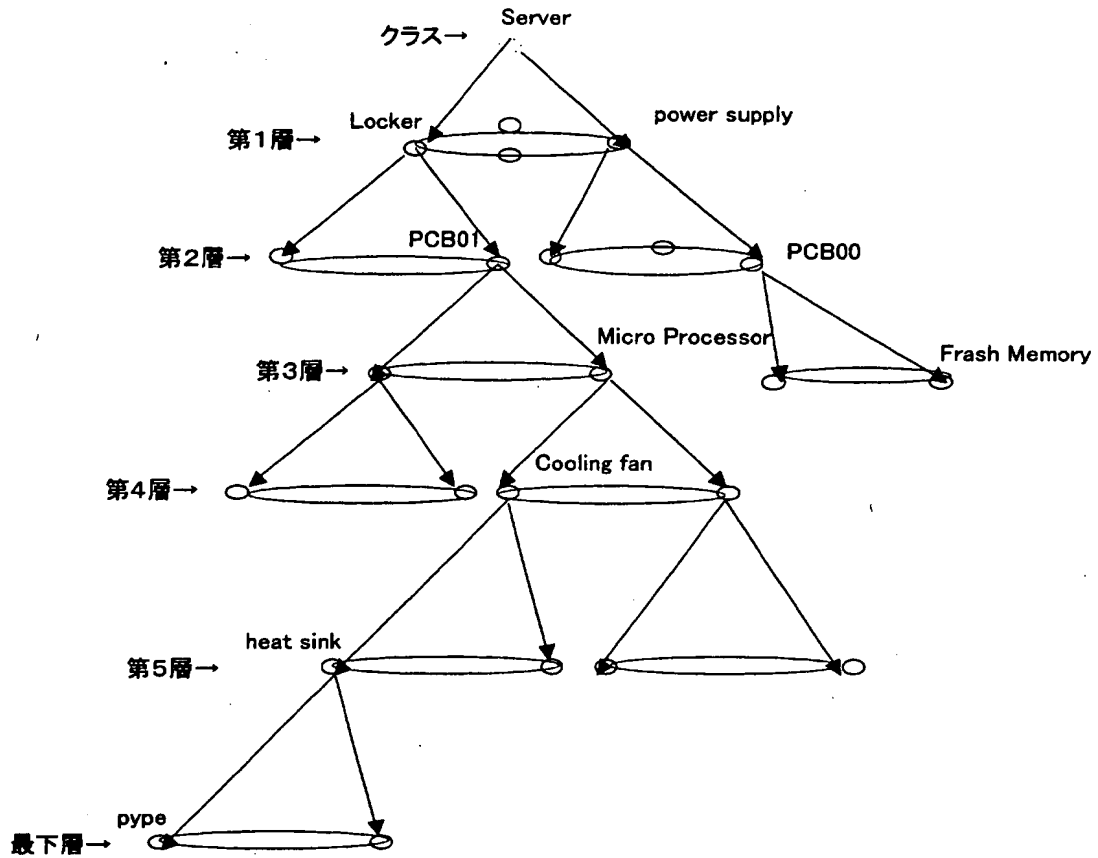 Server
クラス→
Locker
power supply
第1層→
PCB01
PCB00
第2層→
Micro Processor
Frash Memory
第3層→
Cooling fan
第4層→
heat sink
第5層→
pype
最下層→